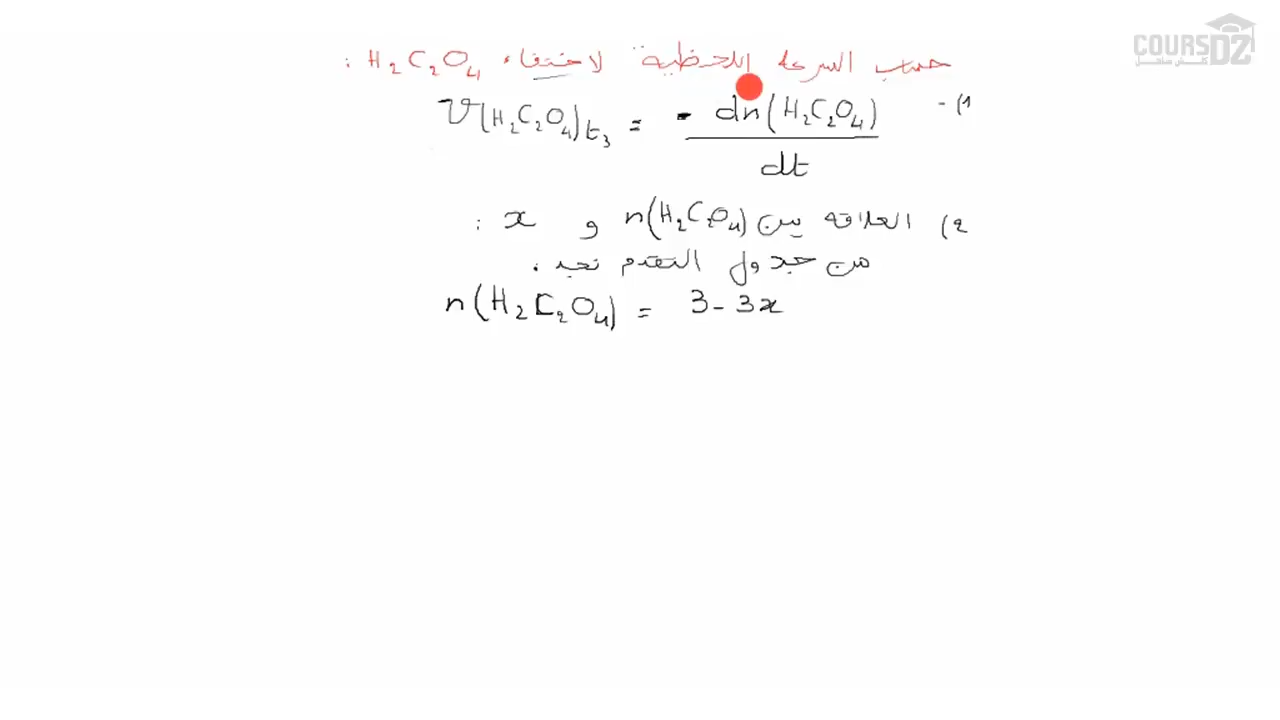 COURSDZ
حساب السرعة اللحظية لاختفاء H₂C₂O₄ :
1) - V(H₂C₂O₄)t₃ = - dn(H₂C₂O₄) / dt
2) العلاقة بين n(H₂C₂O₄) و x :
من جدول التقدم نجد :
n(H₂C₂O₄) = 3 - 3x